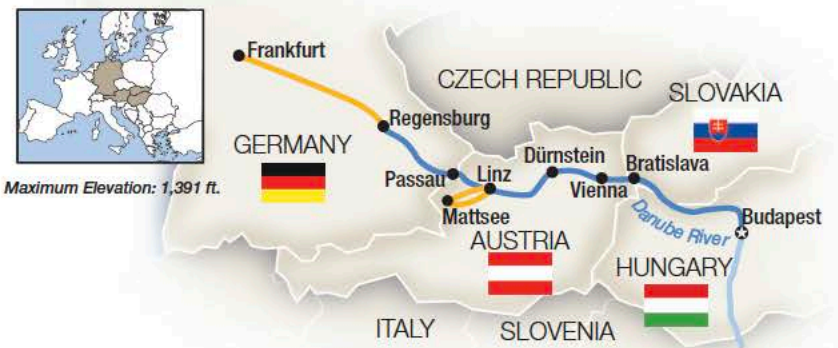 Frankfurt
CZECH REPUBLIC
SLOVAKIA
Regensburg
GERMANY
Dürnstein
Bratislava
Passau
Linz
Vienna
Maximum Elevation: 1,391 ft.
Mattsee
Danube River
Budapest
AUSTRIA
HUNGARY
ITALY
SLOVENIA